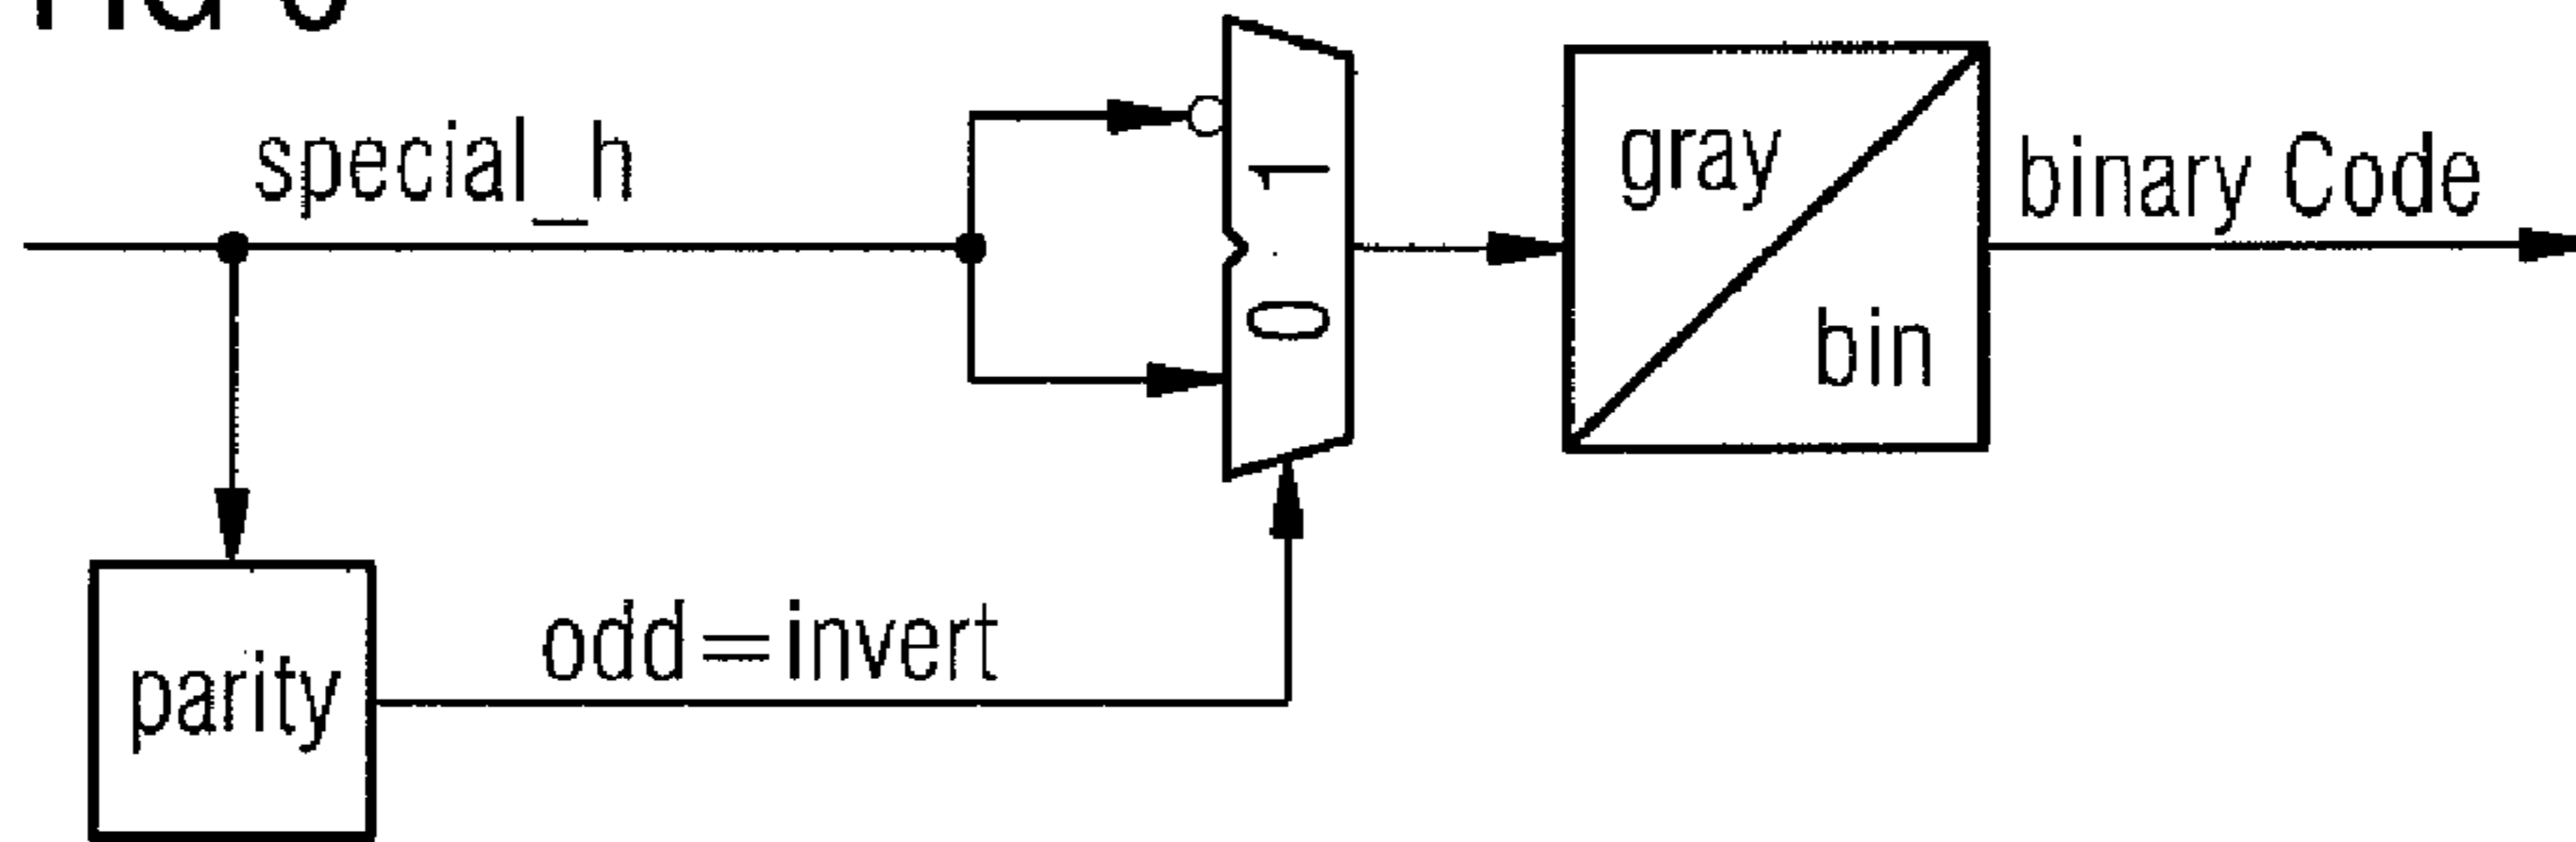 special_h
1
0
gray
bin
binary Code
odd=invert
parity